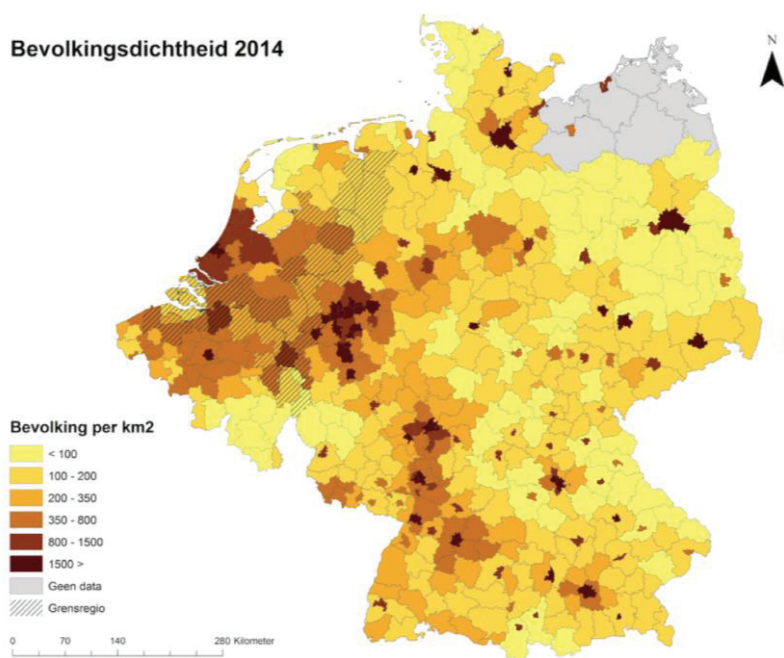 Bevolkingsdichtheid 2014
N
Bevolking per km2
< 100
100 - 200
200 - 350
350 - 800
800 - 1500
1500 >
Geen data
Grensregio
0 70 140 280 Kilometer